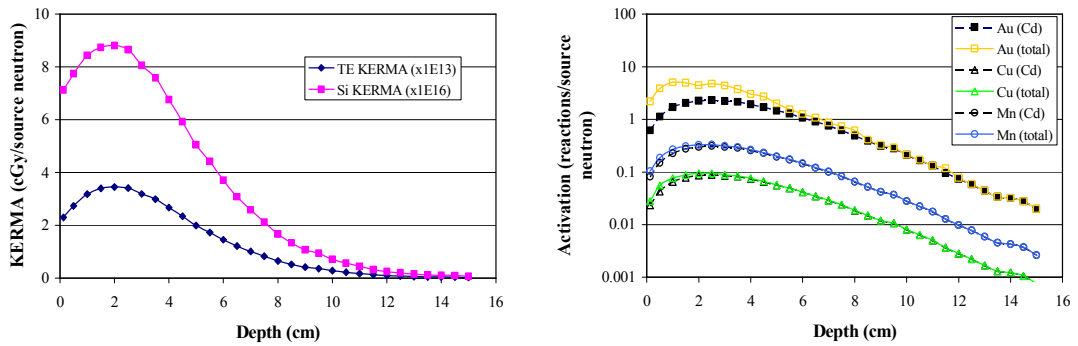 KERMA (cGy/source neutron)
10
8
6
4
2
0
TE KERMA (x1E13)
Si KERMA (x1E16)
0 2 4 6 8 10 12 14 16
Depth (cm)
Activation (reactions/source
neutron)
100
10
1
0.1
0.01
0.001
Au (Cd)
Au (total)
Cu (Cd)
Cu (total)
Mn (Cd)
Mn (total)
0 2 4 6 8 10 12 14 16
Depth (cm)